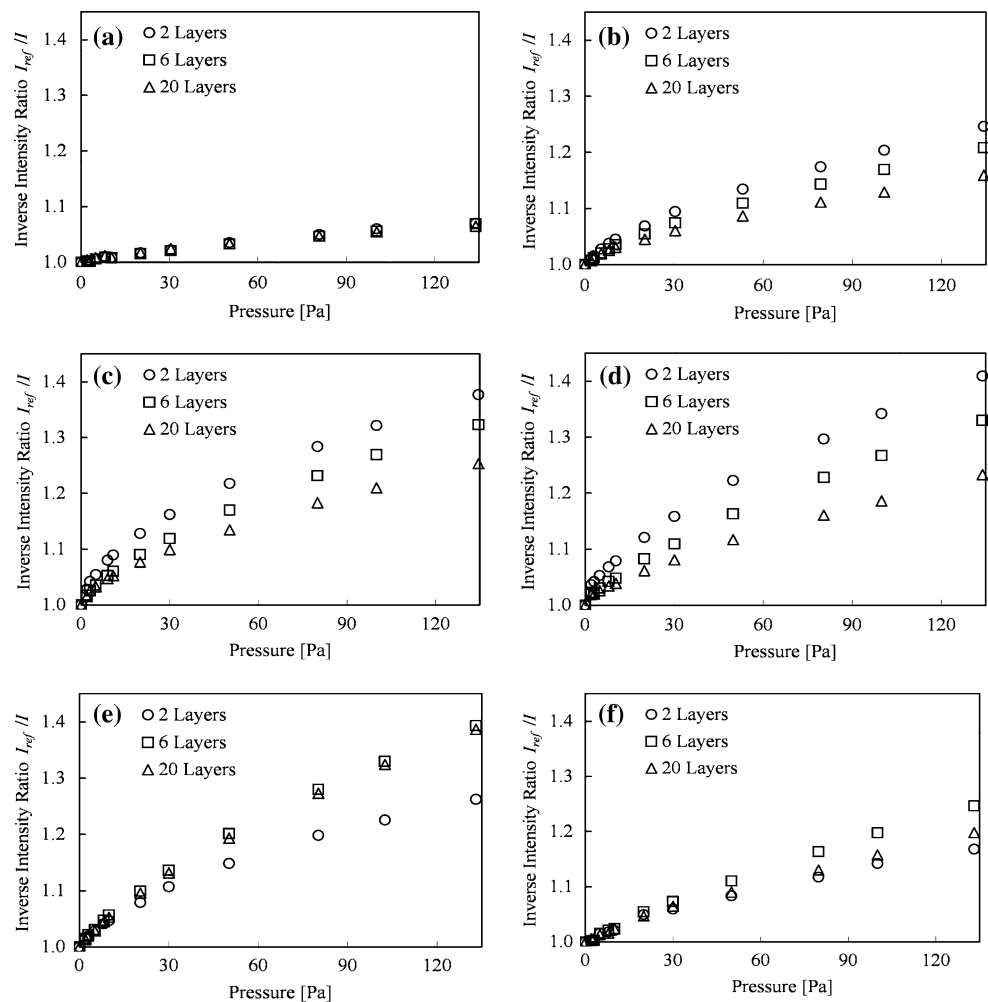 (a)
2 Layers
6 Layers
20 Layers
Inverse Intensity Ratio I_ref /I
1.4
1.3
1.2
1.1
1.0
0 30 60 90 120
Pressure [Pa]
(b)
2 Layers
6 Layers
20 Layers
Inverse Intensity Ratio I_ref /I
1.4
1.3
1.2
1.1
1.0
0 30 60 90 120
Pressure [Pa]
(c)
2 Layers
6 Layers
20 Layers
Inverse Intensity Ratio I_ref /I
1.4
1.3
1.2
1.1
1.0
0 30 60 90 120
Pressure [Pa]
(d)
2 Layers
6 Layers
20 Layers
Inverse Intensity Ratio I_ref /I
1.4
1.3
1.2
1.1
1.0
0 30 60 90 120
Pressure [Pa]
(e)
2 Layers
6 Layers
20 Layers
Inverse Intensity Ratio I_ref /I
1.4
1.3
1.2
1.1
1.0
0 30 60 90 120
Pressure [Pa]
(f)
2 Layers
6 Layers
20 Layers
Inverse Intensity Ratio I_ref /I
1.4
1.3
1.2
1.1
1.0
0 30 60 90 120
Pressure [Pa]